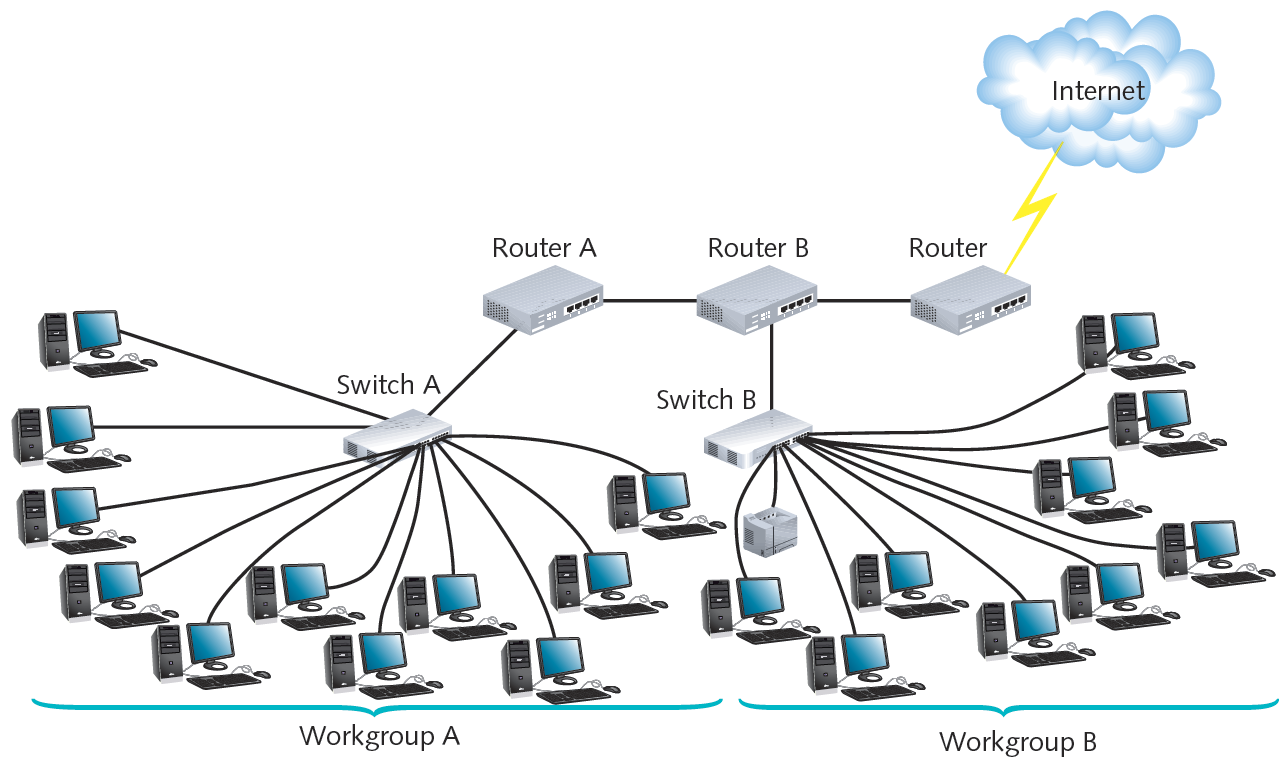 Internet
Router A
Router B
Router
Switch A
Switch B
Workgroup A
Workgroup B